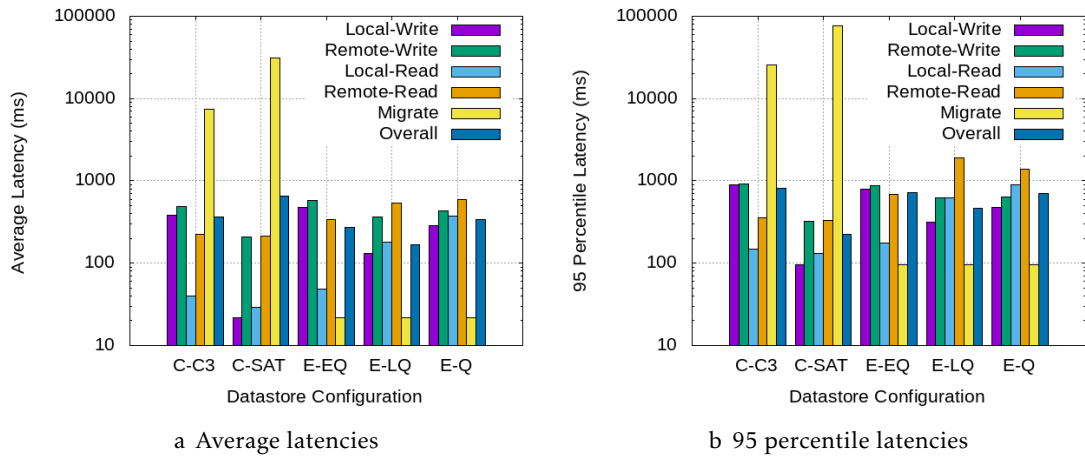 100000
10000
1000
100
10
Average Latency (ms)
Local-Write
Remote-Write
Local-Read
Remote-Read
Migrate
Overall
C-C3 C-SAT E-EQ E-LQ E-Q
Datastore Configuration
a Average latencies
100000
10000
1000
100
10
95 Percentile Latency (ms)
Local-Write
Remote-Write
Local-Read
Remote-Read
Migrate
Overall
C-C3 C-SAT E-EQ E-LQ E-Q
Datastore Configuration
b 95 percentile latencies